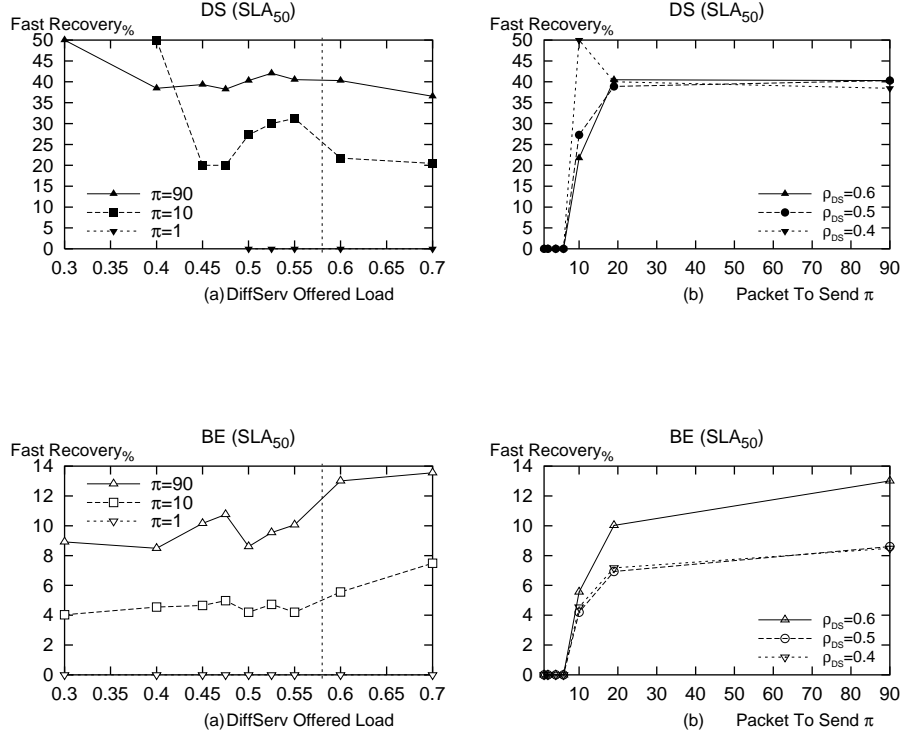 DS (SLA50)
Fast Recovery%
50
45
40
35
30
25
20
15
10
5
0
0.3 0.35 0.4 0.45 0.5 0.55 0.6 0.65 0.7
π=90
π=10
π=1
(a) DiffServ Offered Load
DS (SLA50)
Fast Recovery%
50
45
40
35
30
25
20
15
10
5
0
10 20 30 40 50 60 70 80 90
ρDS=0.6
ρDS=0.5
ρDS=0.4
(b) Packet To Send π
BE (SLA50)
Fast Recovery%
14
12
10
8
6
4
2
0
0.3 0.35 0.4 0.45 0.5 0.55 0.6 0.65 0.7
π=90
π=10
π=1
(a) DiffServ Offered Load
BE (SLA50)
Fast Recovery%
14
12
10
8
6
4
2
0
0 10 20 30 40 50 60 70 80 90
ρDS=0.6
ρDS=0.5
ρDS=0.4
(b) Packet To Send π